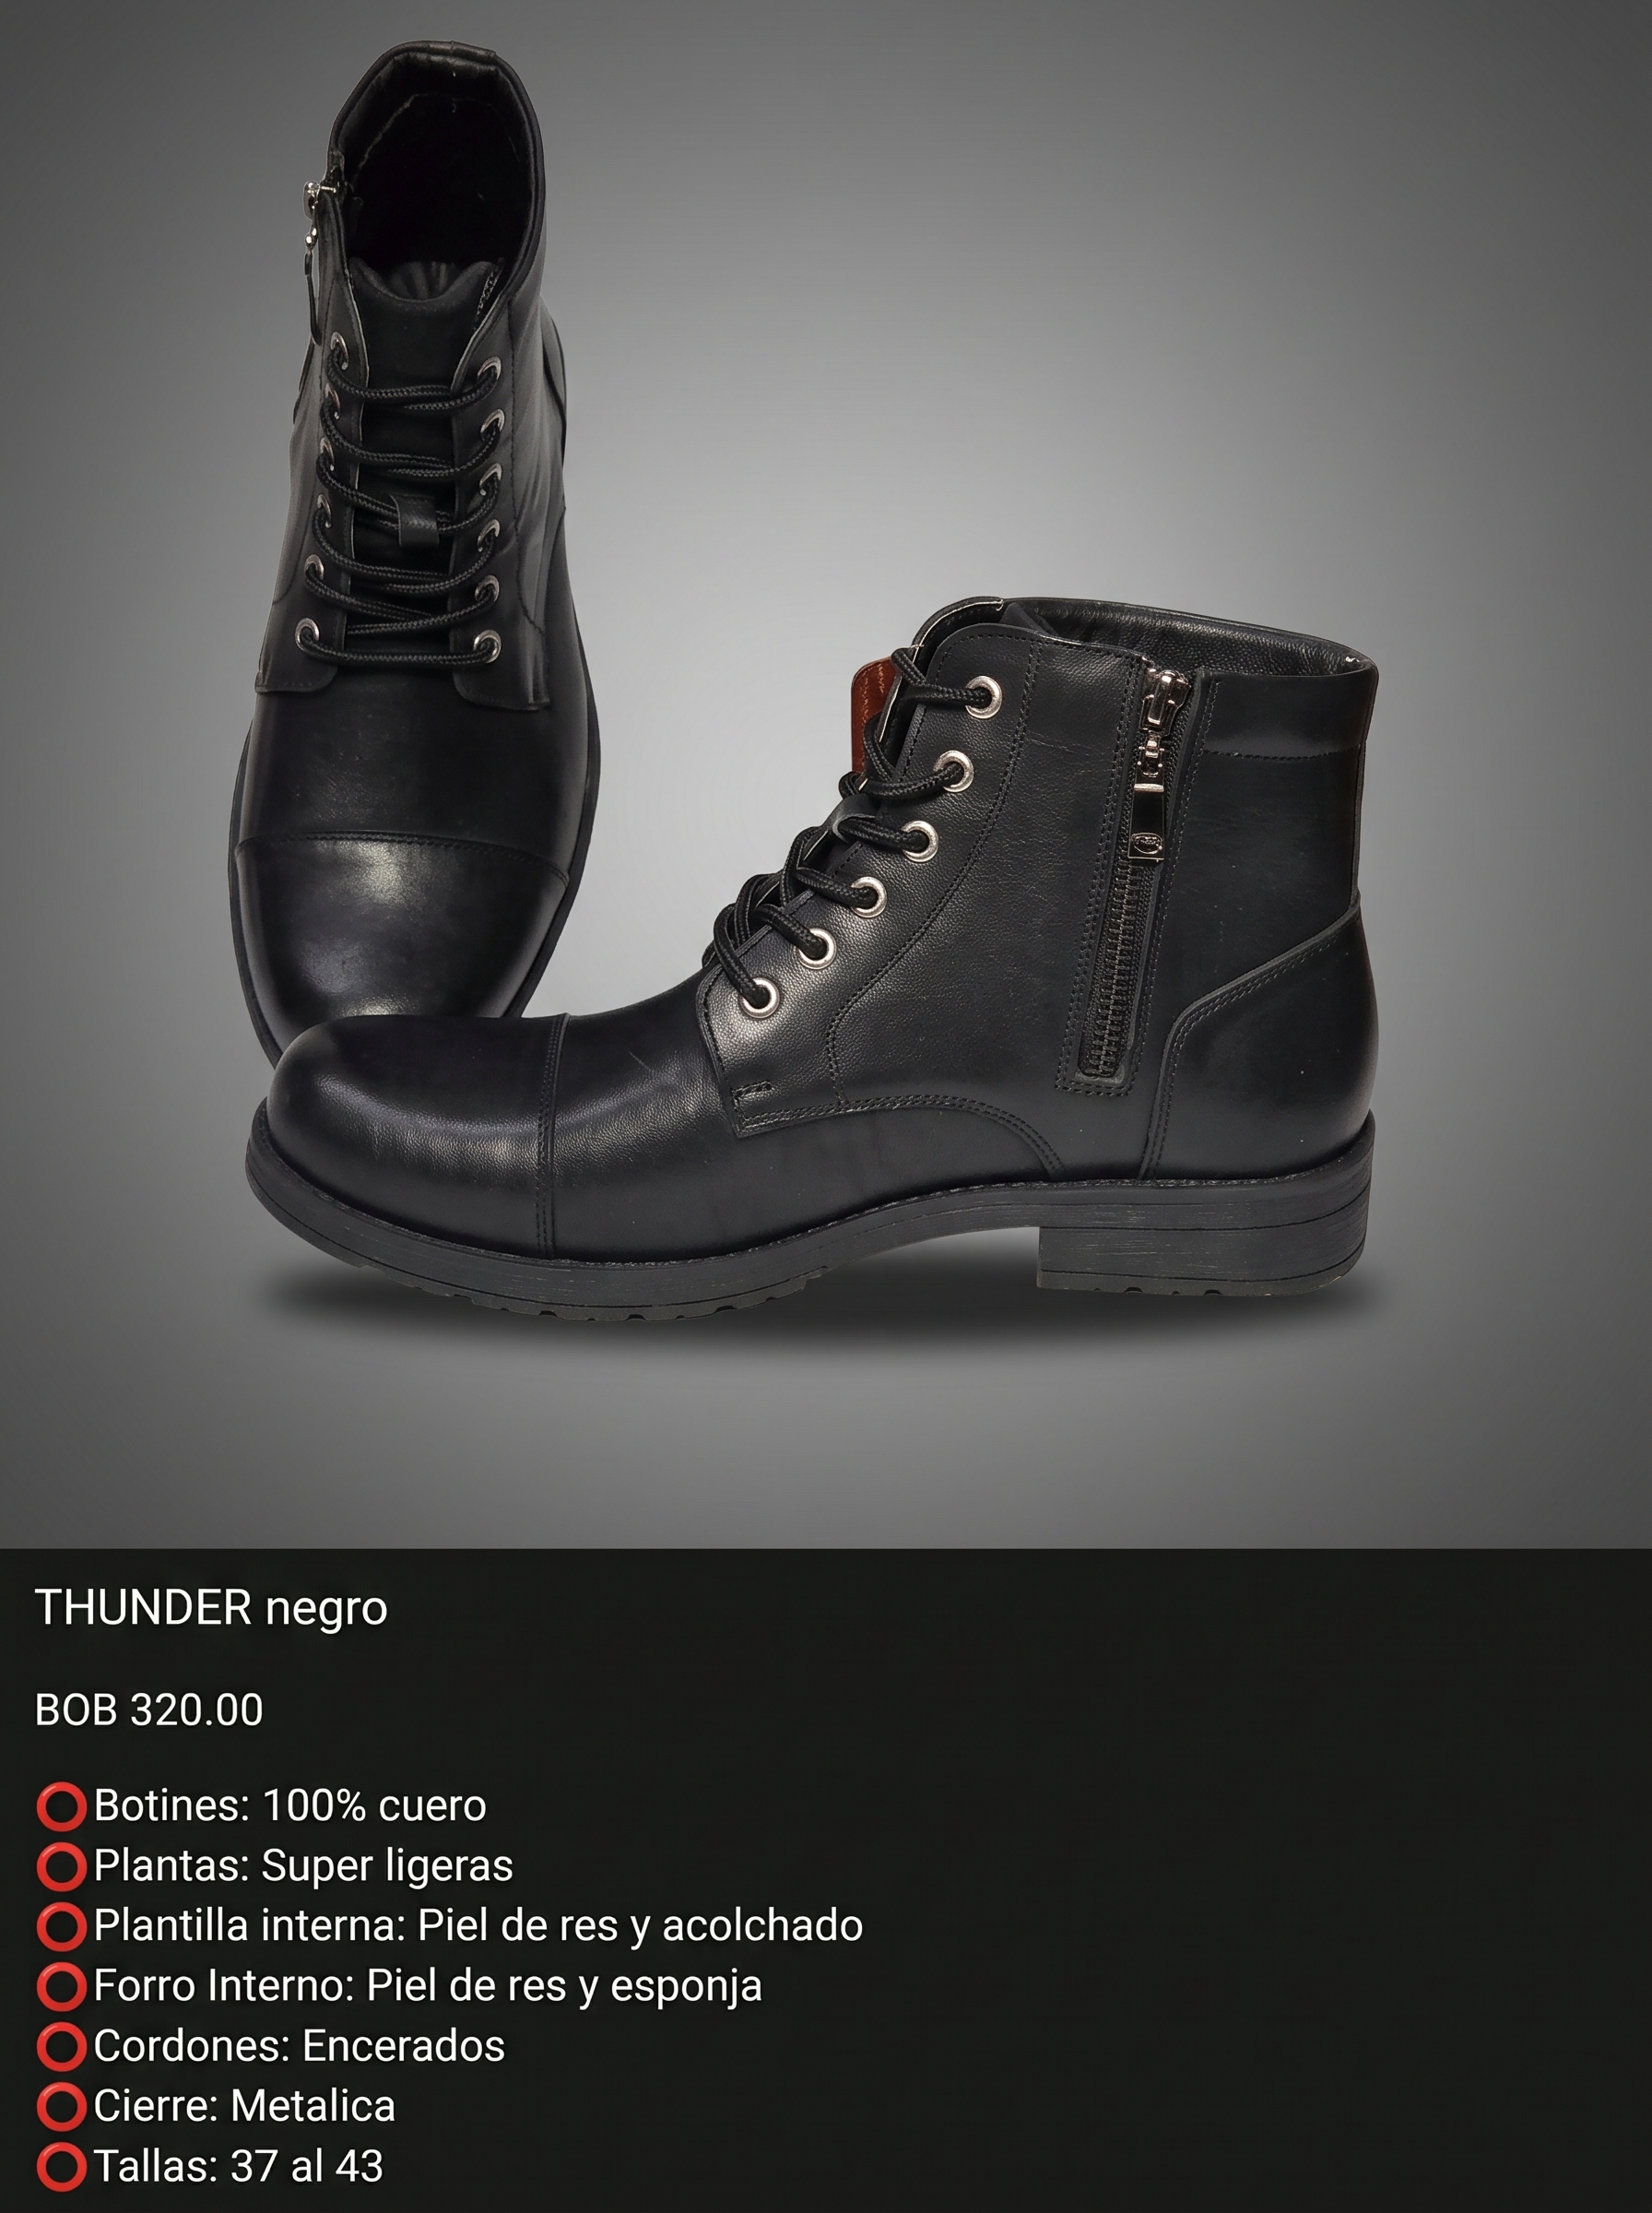 THUNDER negro
BOB 320.00
⭕Botines: 100% cuero
⭕Plantas: Super ligeras
⭕Plantilla interna: Piel de res y acolchado
⭕Forro Interno: Piel de res y esponja
⭕Cordones: Encerados
⭕Cierre: Metalica
⭕Tallas: 37 al 43